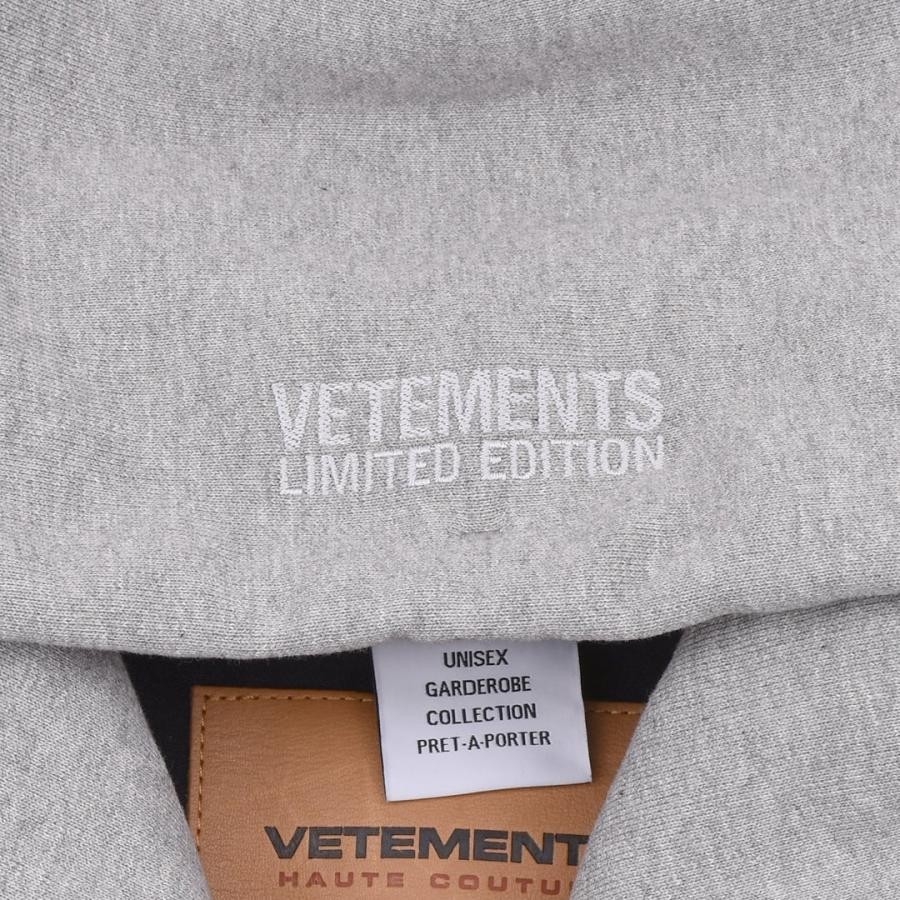 VETEMENTS
LIMITED EDITION
UNISEX
GARDEROBE
COLLECTION
PRET-A-PORTER
VETEMENT
HAUTE COUTU